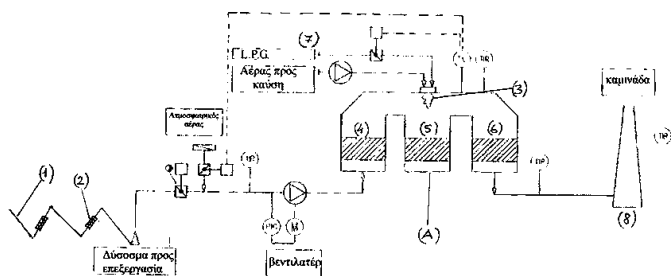 (7)
L.P.G.
Αέρας προς
καύση
(3)
καμινάδα
Ατμοσφαιρικός
αέρας
(4)
(5)
(6)
(1)
(2)
(A)
(8)
Δύσοσμα προς
επεξεργασία
βεντιλατέρ